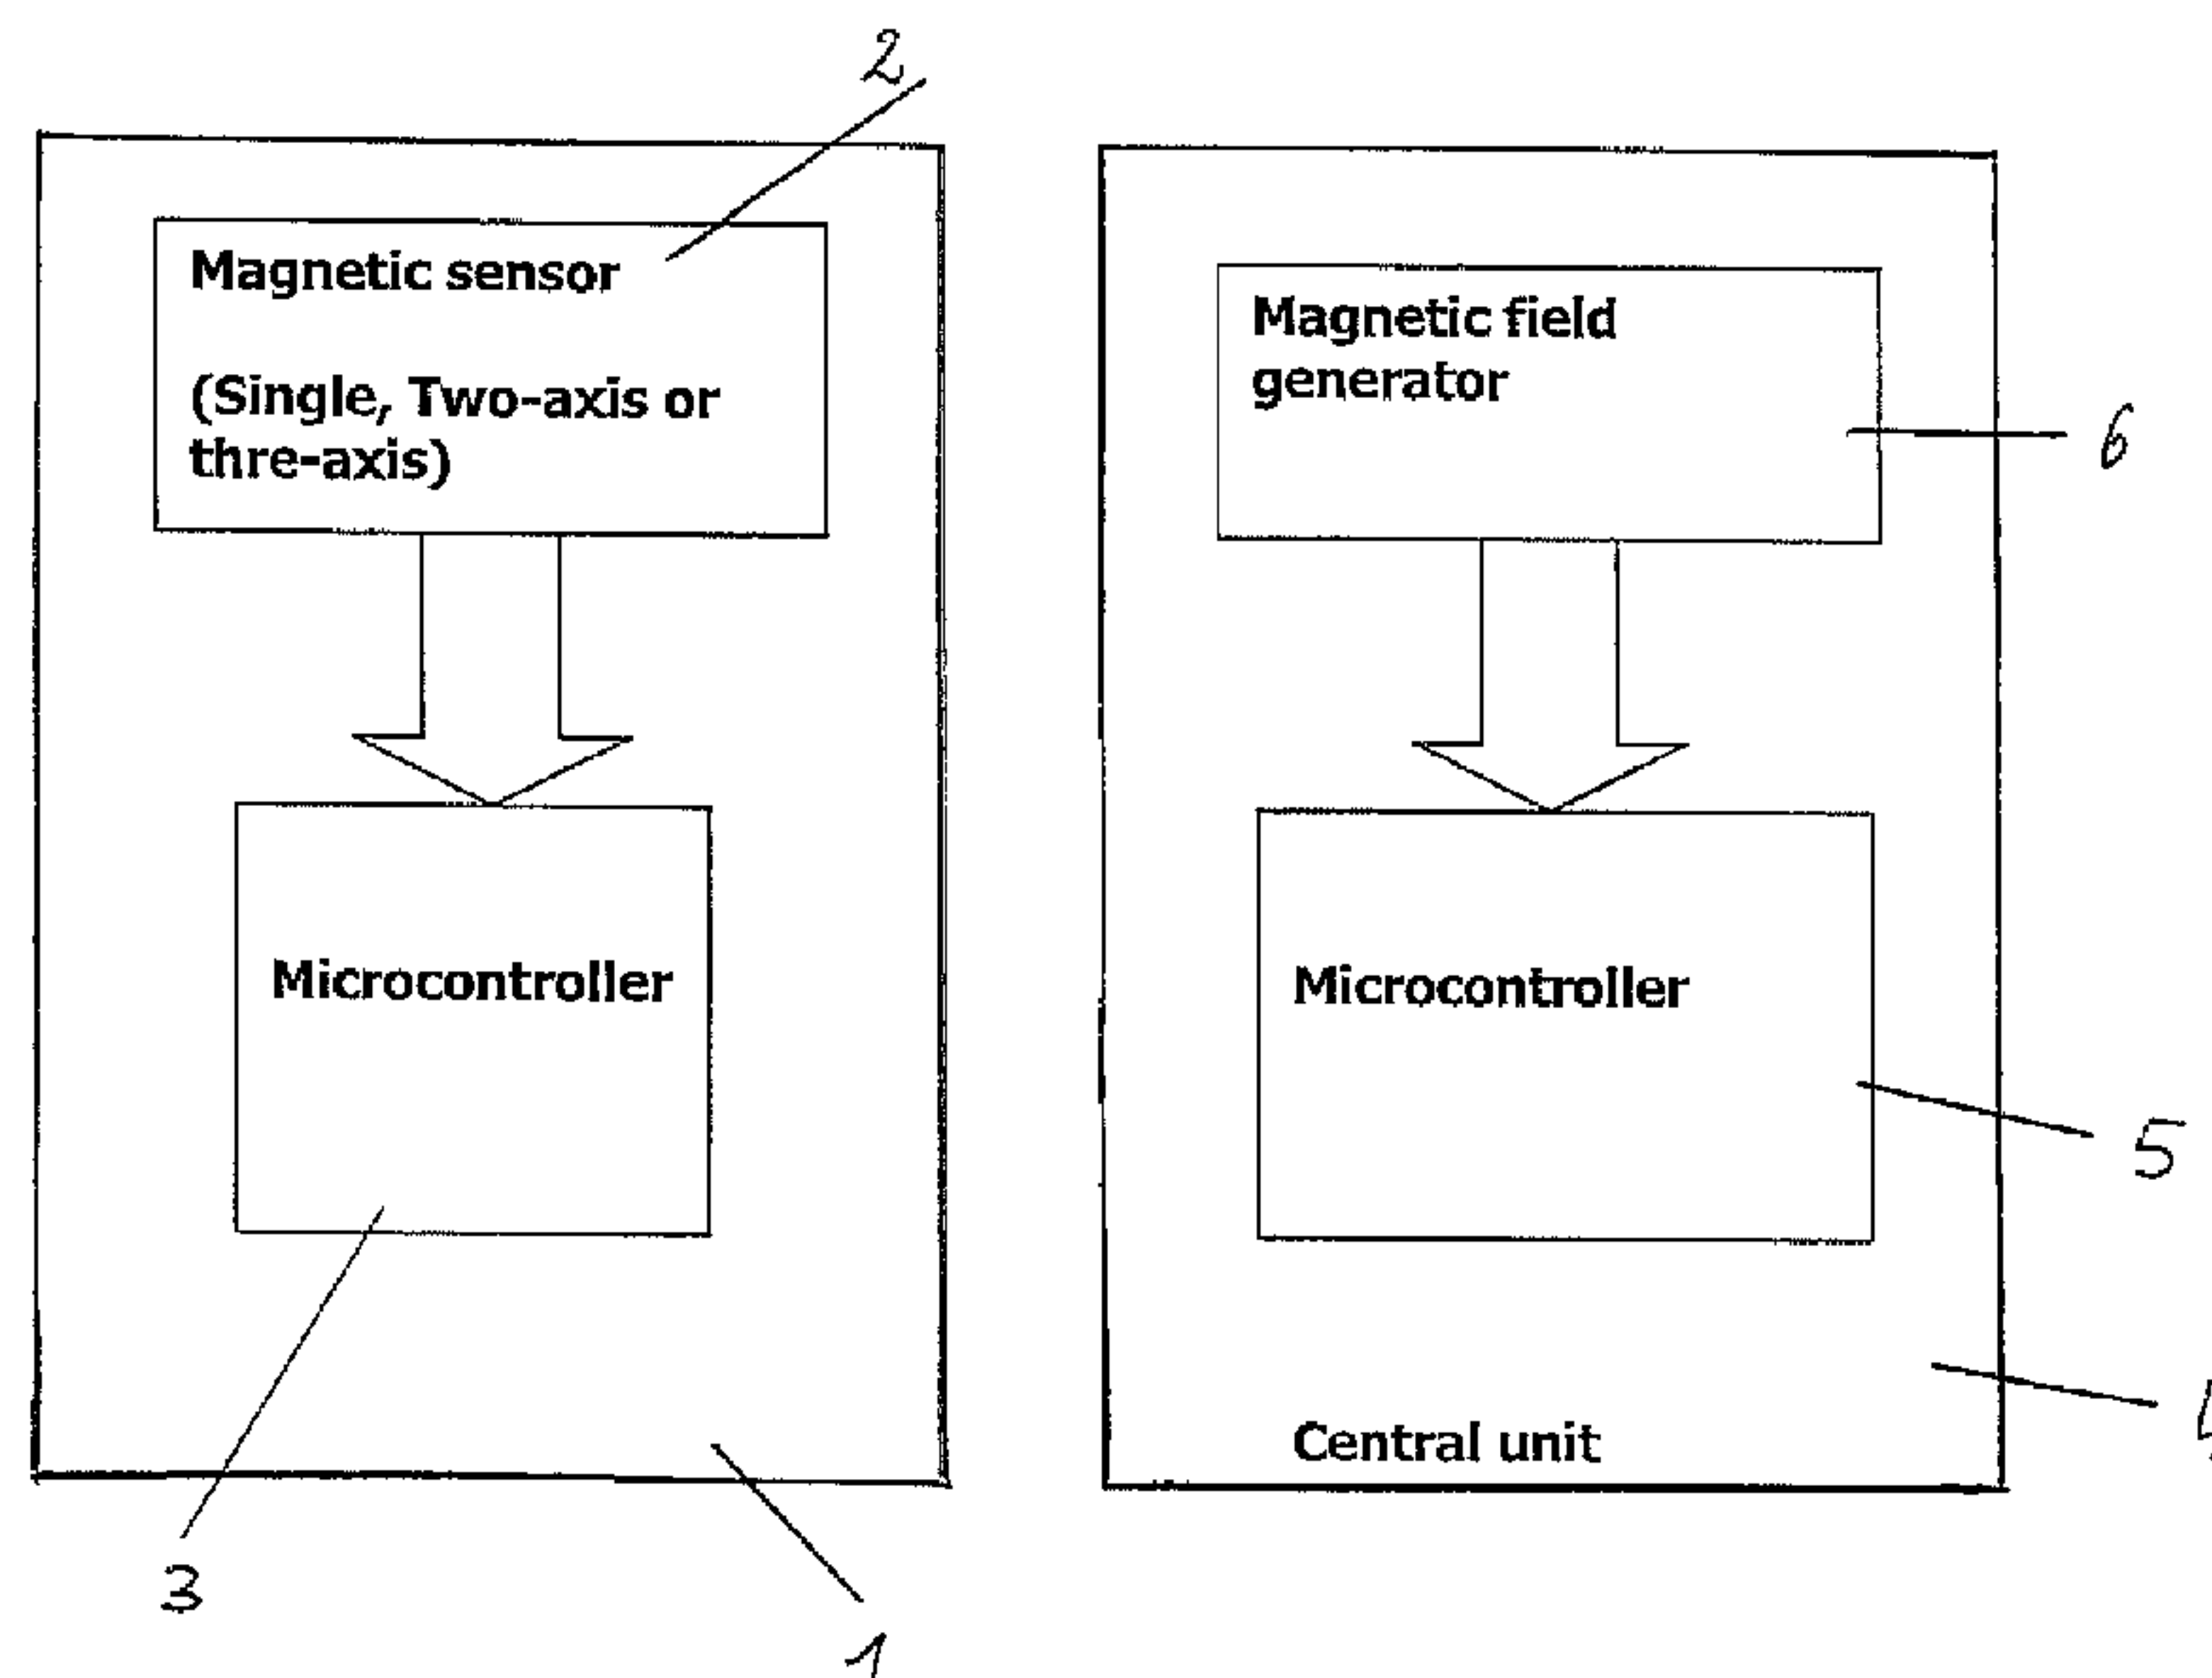 2
Magnetic sensor
(Single, Two-axis or
thre-axis)
Microcontroller
3
1
Magnetic field
generator
6
Microcontroller
5
Central unit